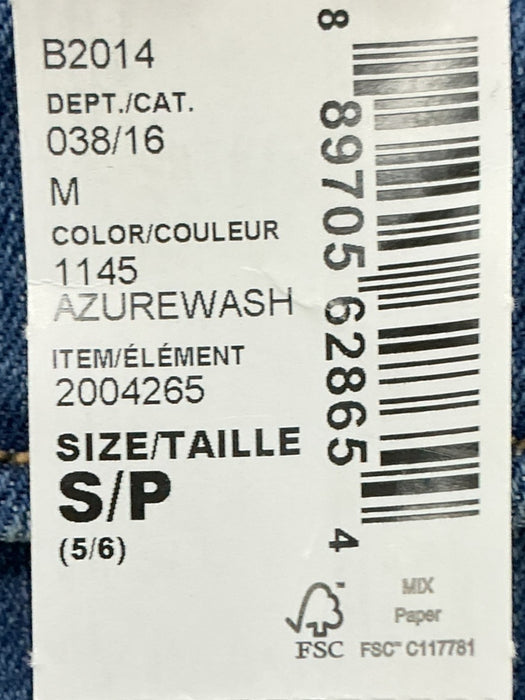 B2014
DEPT./CAT.
038/16
M
COLOR/COULEUR
1145
AZUREWASH
ITEM/ÉLÉMENT
2004265
SIZE/TAILLE
S/P
(5/6)
8 89705 62865 4
FSC
MIX
Paper
FSC™ C117781